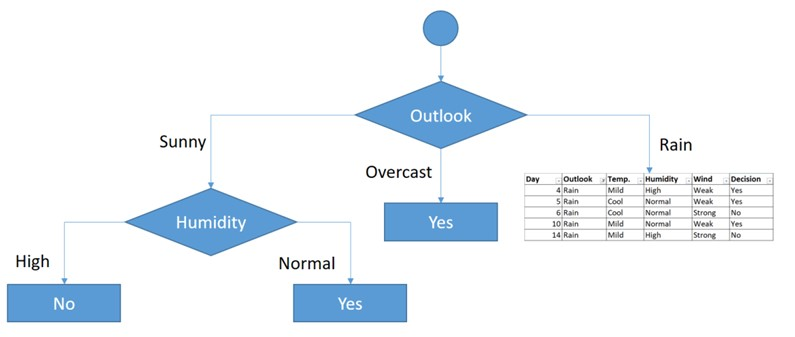 Outlook
Sunny
Overcast
Rain
Day Outlook Temp. Humidity Wind Decision
4 Rain Mild High Weak Yes
5 Rain Cool Normal Weak Yes
6 Rain Cool Normal Strong No
10 Rain Mild Normal Weak Yes
14 Rain Mild High Strong No
Humidity
Yes
High
Normal
No
Yes